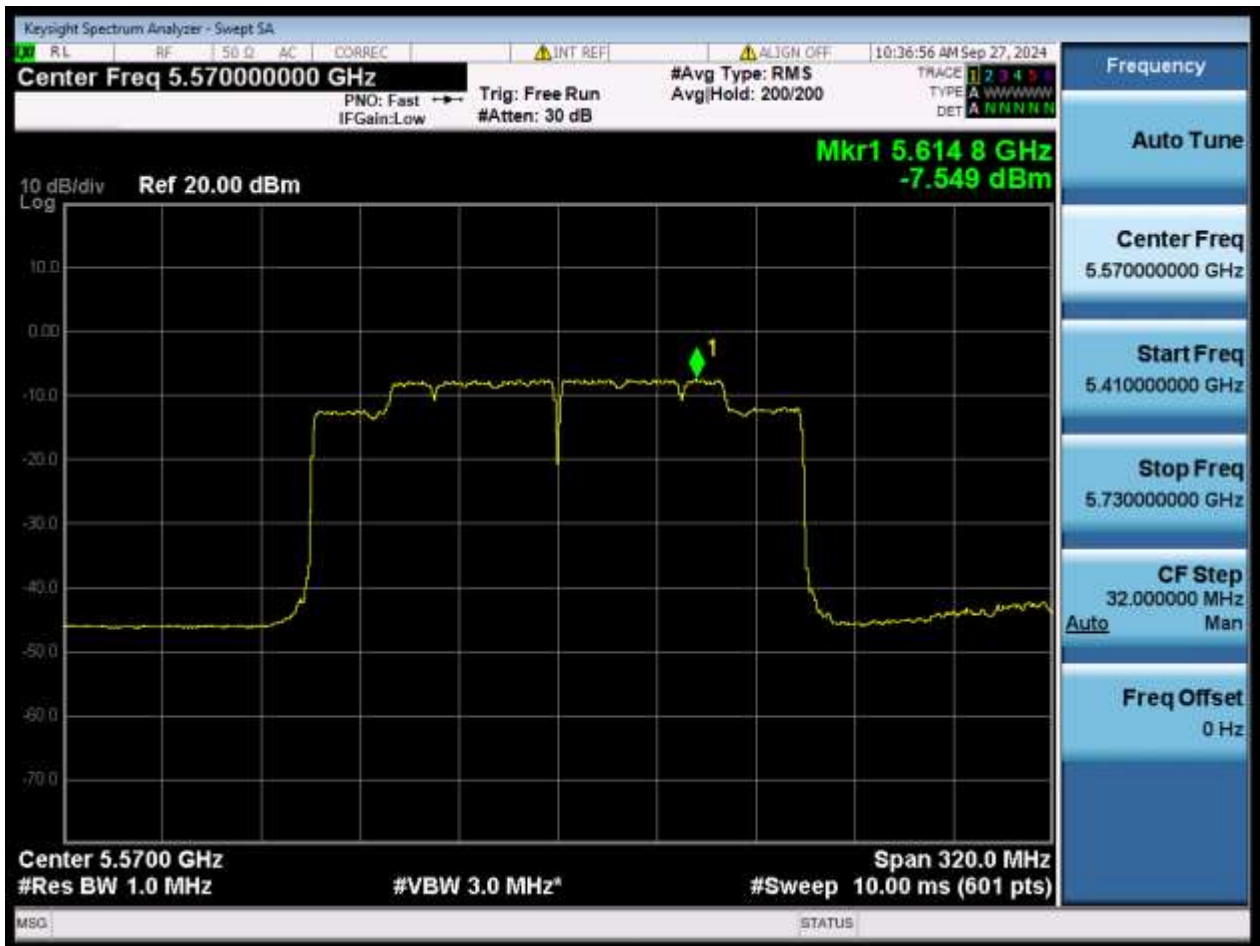 Keysight Spectrum Analyzer - Swept SA
RL RF 50 Ω AC CORREC INT REF ALIGN OFF 10:36:56 AM Sep 27, 2024
Center Freq 5.570000000 GHz
PNO: Fast
IFGain:Low
Trig: Free Run
#Atten: 30 dB
#Avg Type: RMS
Avg|Hold: 200/200
TRACE 1 2 3 4 5 6
TYPE A WWWWWW
DET A N N N N N
Mkr1 5.614 8 GHz
-7.549 dBm
10 dB/div Ref 20.00 dBm
Log
10.0
0.00
-10.0
-20.0
-30.0
-40.0
-50.0
-60.0
-70.0
1
Center 5.5700 GHz Span 320.0 MHz
#Res BW 1.0 MHz #VBW 3.0 MHz* #Sweep 10.00 ms (601 pts)
MSG STATUS
Frequency
Auto Tune
Center Freq
5.570000000 GHz
Start Freq
5.410000000 GHz
Stop Freq
5.730000000 GHz
CF Step
32.000000 MHz
Auto Man
Freq Offset
0 Hz